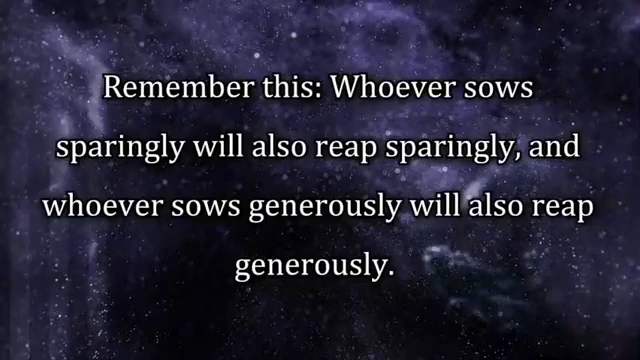 Remember this: Whoever sows
sparingly will also reap sparingly, and
whoever sows generously will also reap
generously.